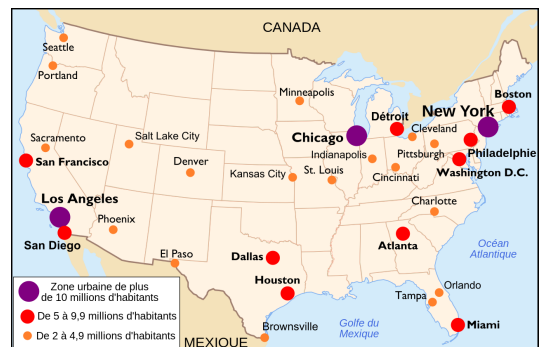 CANADA
Seattle
Portland
Minneapolis
Boston
New York
Détroit
Cleveland
Chicago
Sacramento
Salt Lake City
Indianapolis
Pittsburgh
Philadelphie
San Francisco
Denver
Kansas City
St. Louis
Cincinnati
Washington D.C.
Los Angeles
Phoenix
Charlotte
San Diego
Atlanta
El Paso
Dallas
Océan
Atlantique
Houston
Orlando
Tampa
Zone urbaine de plus
de 10 millions d'habitants
De 5 à 9,9 millions d'habitants
De 2 à 4,9 millions d'habitants
Brownsville
Golfe du
Mexique
Miami
MEXIQUE